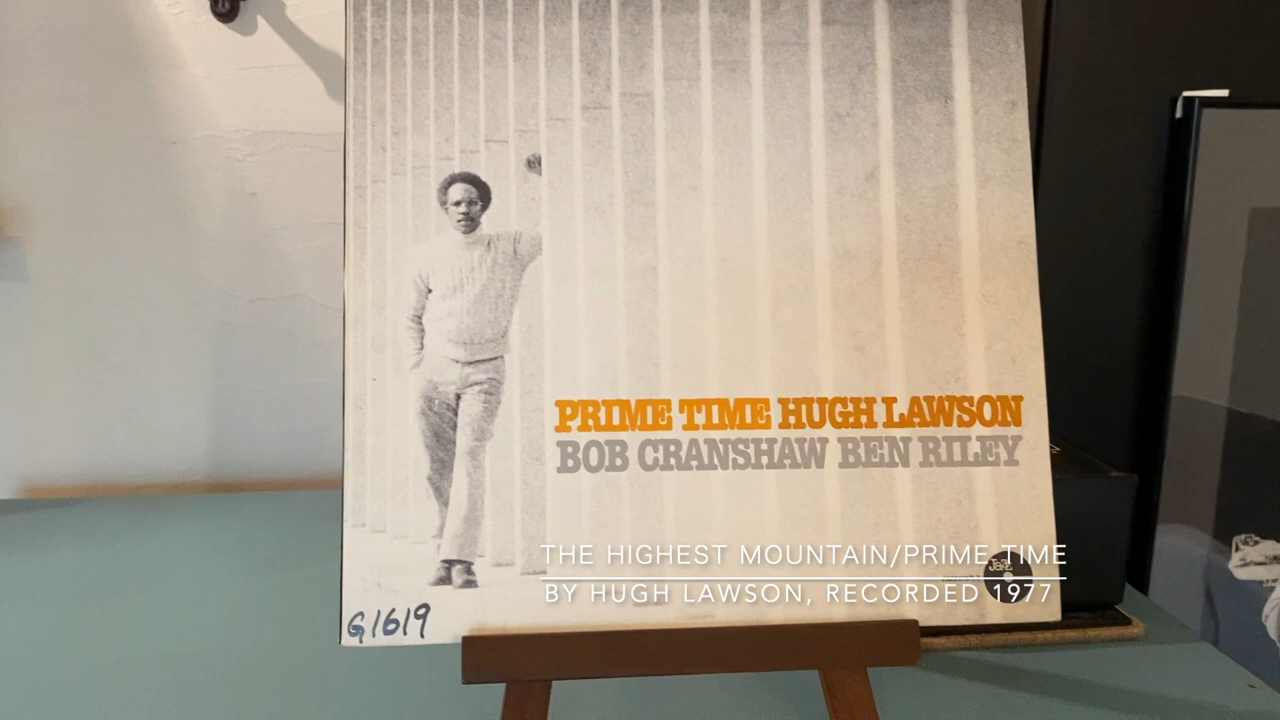 PRIME TIME HUGH LAWSON
BOB CRANSHAW BEN RILEY
THE HIGHEST MOUNTAIN/PRIME TIME
BY HUGH LAWSON, RECORDED 1977
Jazz
G1619